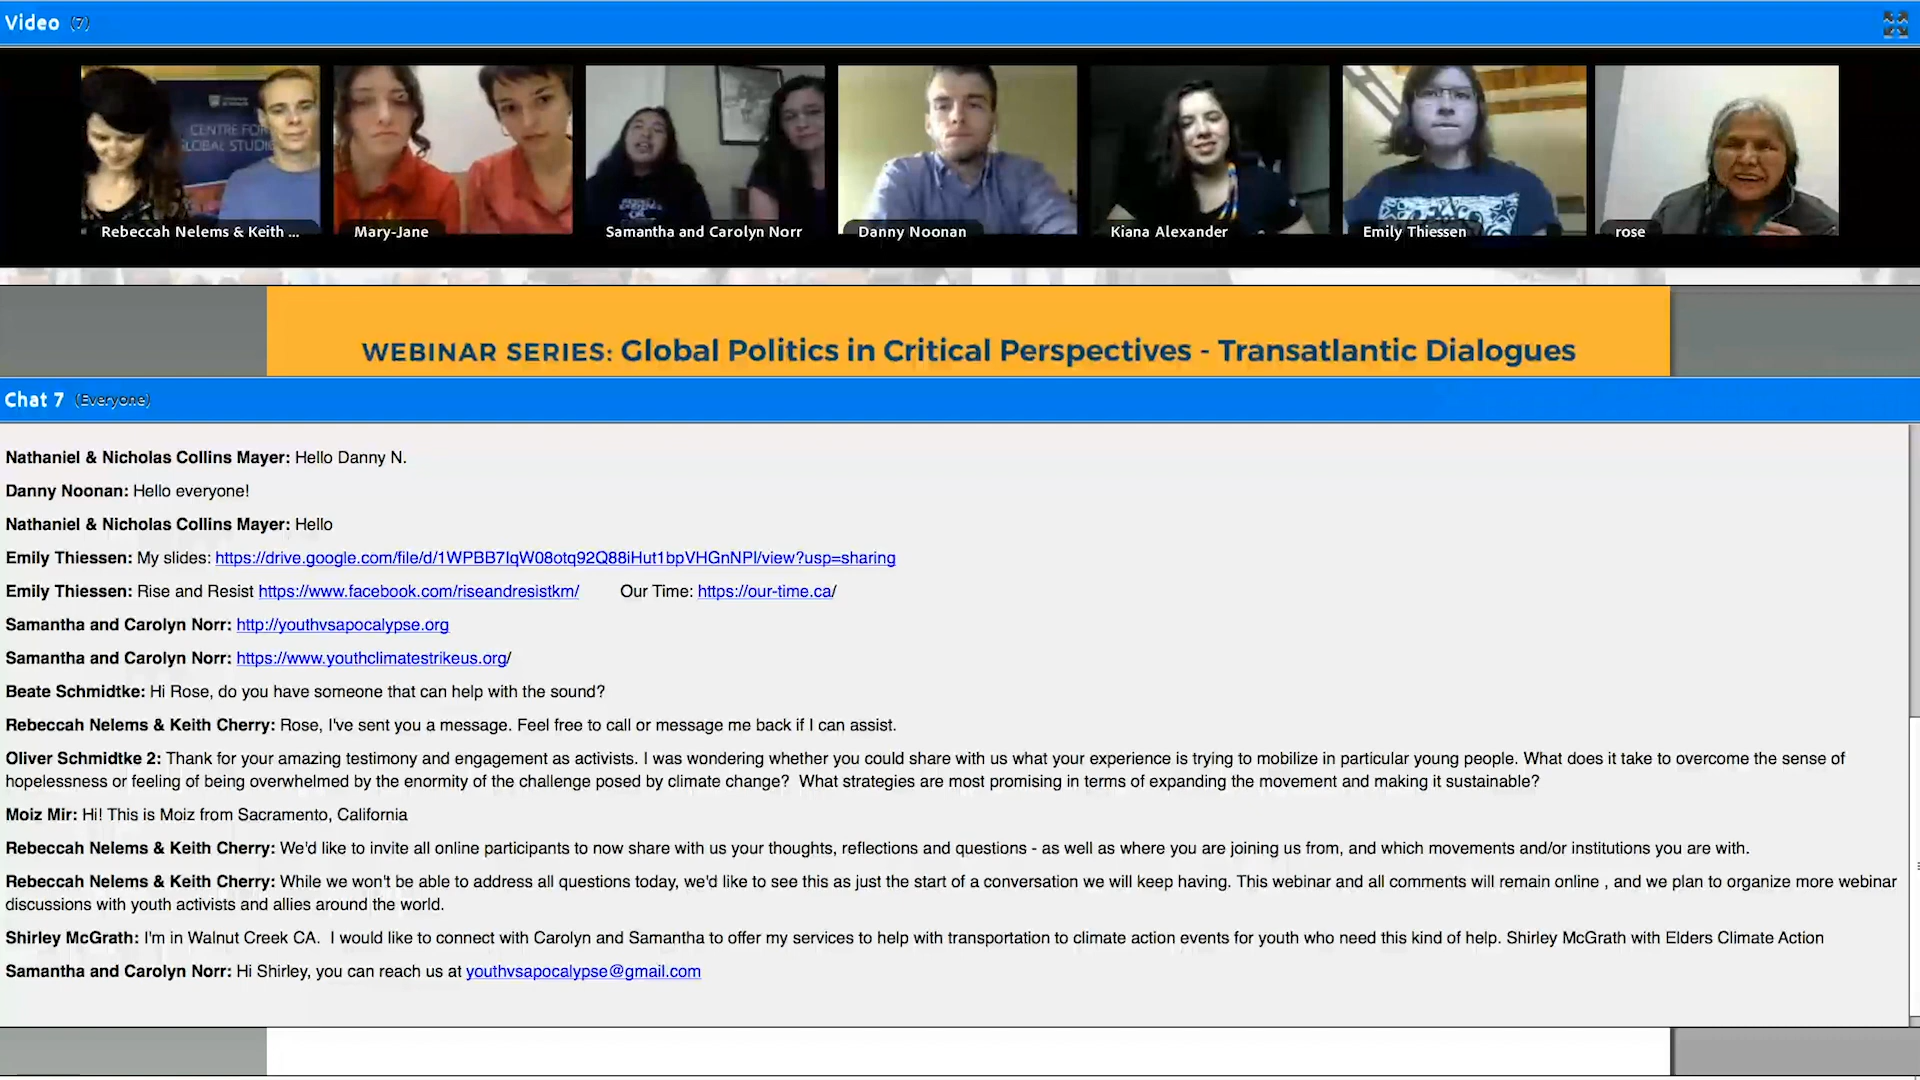 Video (7)
CENTRE FOR
GLOBAL STUDIES
Rebeccah Nelems & Keith ...
Mary-Jane
Samantha and Carolyn Norr
Danny Noonan
Kiana Alexander
Emily Thiessen
rose
WEBINAR SERIES: Global Politics in Critical Perspectives - Transatlantic Dialogues
Chat 7 (Everyone)
Nathaniel & Nicholas Collins Mayer: Hello Danny N.
Danny Noonan: Hello everyone!
Nathaniel & Nicholas Collins Mayer: Hello
Emily Thiessen: My slides: https://drive.google.com/file/d/1WPBB7IqW08otq92Q88iHut1bpVHGnNPl/view?usp=sharing
Emily Thiessen: Rise and Resist https://www.facebook.com/riseandresistkm/ Our Time: https://our-time.ca/
Samantha and Carolyn Norr: http://youthvsapocalypse.org
Samantha and Carolyn Norr: https://www.youthclimatestrikeus.org/
Beate Schmidtke: Hi Rose, do you have someone that can help with the sound?
Rebeccah Nelems & Keith Cherry: Rose, I've sent you a message. Feel free to call or message me back if I can assist.
Oliver Schmidtke 2: Thank for your amazing testimony and engagement as activists. I was wondering whether you could share with us what your experience is trying to mobilize in particular young people. What does it take to overcome the sense of
hopelessness or feeling of being overwhelmed by the enormity of the challenge posed by climate change? What strategies are most promising in terms of expanding the movement and making it sustainable?
Moiz Mir: Hi! This is Moiz from Sacramento, California
Rebeccah Nelems & Keith Cherry: We'd like to invite all online participants to now share with us your thoughts, reflections and questions - as well as where you are joining us from, and which movements and/or institutions you are with.
Rebeccah Nelems & Keith Cherry: While we won't be able to address all questions today, we'd like to see this as just the start of a conversation we will keep having. This webinar and all comments will remain online , and we plan to organize more webinar
discussions with youth activists and allies around the world.
Shirley McGrath: I'm in Walnut Creek CA. I would like to connect with Carolyn and Samantha to offer my services to help with transportation to climate action events for youth who need this kind of help. Shirley McGrath with Elders Climate Action
Samantha and Carolyn Norr: Hi Shirley, you can reach us at youthvsapocalypse@gmail.com